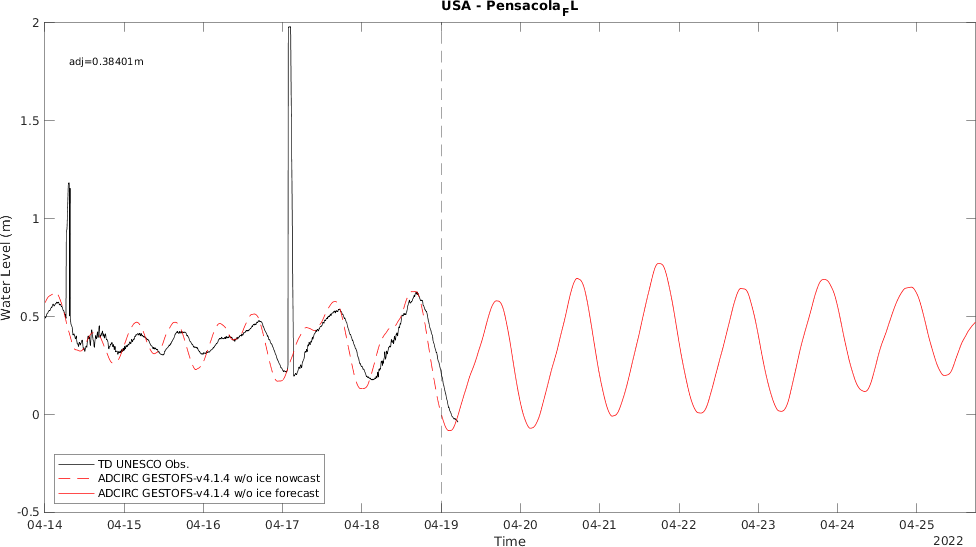 USA - Pensacola_FL
2
adj=0.38401m
1.5
1
0.5
0
-0.5
Water Level (m)
TD UNESCO Obs.
ADCIRC GESTOFS-v4.1.4 w/o ice nowcast
ADCIRC GESTOFS-v4.1.4 w/o ice forecast
04-14 04-15 04-16 04-17 04-18 04-19 04-20 04-21 04-22 04-23 04-24 04-25
Time
2022